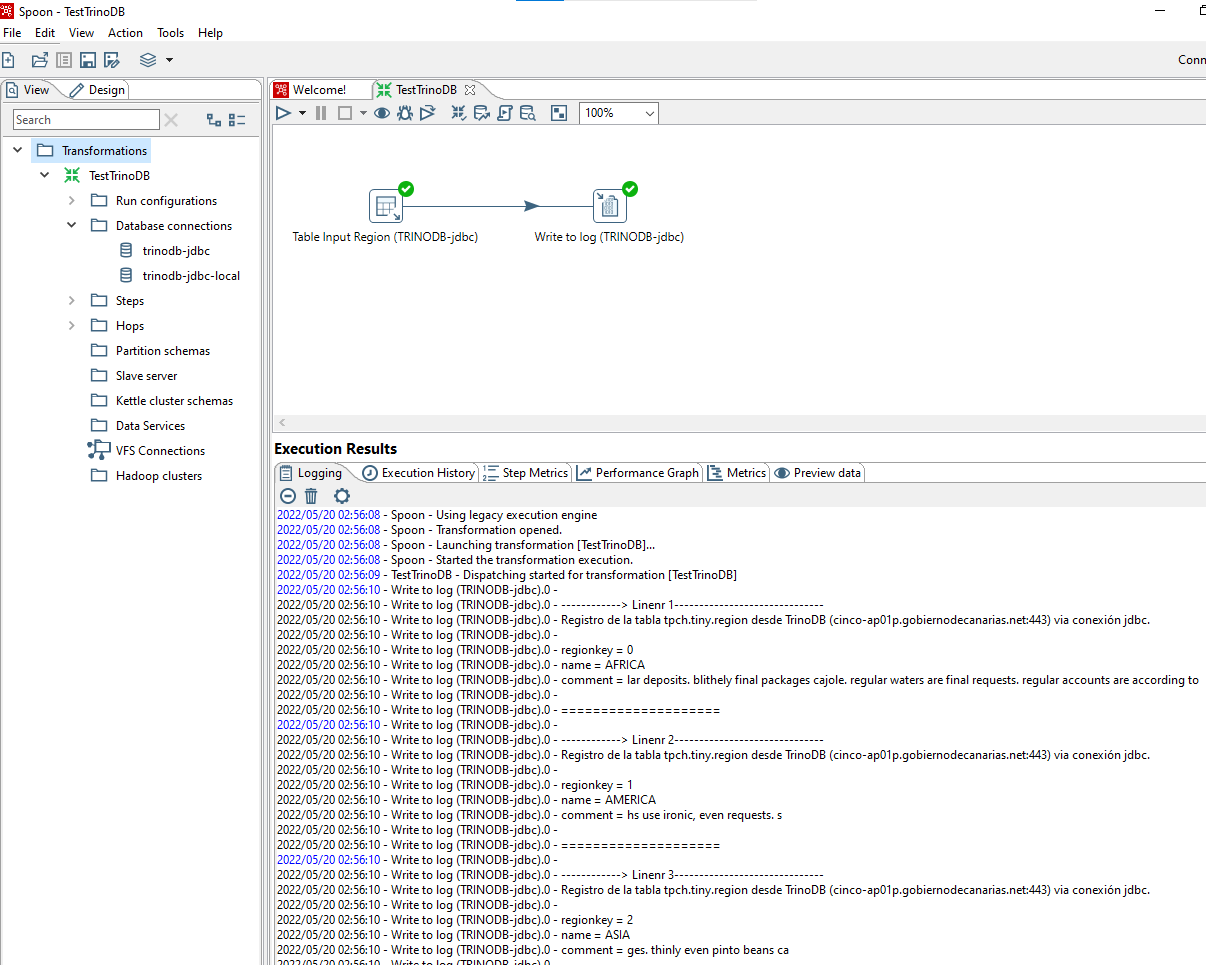 Spoon - TestTrinoDB
File Edit View Action Tools Help
Conn
View Design
Search
Transformations
TestTrinoDB
Run configurations
Database connections
trinodb-jdbc
trinodb-jdbc-local
Steps
Hops
Partition schemas
Slave server
Kettle cluster schemas
Data Services
VFS Connections
Hadoop clusters
Welcome! TestTrinoDB
100%
Table Input Region (TRINODB-jdbc) Write to log (TRINODB-jdbc)
Execution Results
Logging Execution History Step Metrics Performance Graph Metrics Preview data
2022/05/20 02:56:08 - Spoon - Using legacy execution engine
2022/05/20 02:56:08 - Spoon - Transformation opened.
2022/05/20 02:56:08 - Spoon - Launching transformation [TestTrinoDB]...
2022/05/20 02:56:08 - Spoon - Started the transformation execution.
2022/05/20 02:56:09 - TestTrinoDB - Dispatching started for transformation [TestTrinoDB]
2022/05/20 02:56:10 - Write to log (TRINODB-jdbc).0 -
2022/05/20 02:56:10 - Write to log (TRINODB-jdbc).0 - ------------> Linenr 1------------------------------
2022/05/20 02:56:10 - Write to log (TRINODB-jdbc).0 - Registro de la tabla tpch.tiny.region desde TrinoDB (cinco-ap01p.gobiernodecanarias.net:443) via conexión jdbc.
2022/05/20 02:56:10 - Write to log (TRINODB-jdbc).0 -
2022/05/20 02:56:10 - Write to log (TRINODB-jdbc).0 - regionkey = 0
2022/05/20 02:56:10 - Write to log (TRINODB-jdbc).0 - name = AFRICA
2022/05/20 02:56:10 - Write to log (TRINODB-jdbc).0 - comment = lar deposits. blithely final packages cajole. regular waters are final requests. regular accounts are according to
2022/05/20 02:56:10 - Write to log (TRINODB-jdbc).0 -
2022/05/20 02:56:10 - Write to log (TRINODB-jdbc).0 - ====================
2022/05/20 02:56:10 - Write to log (TRINODB-jdbc).0 -
2022/05/20 02:56:10 - Write to log (TRINODB-jdbc).0 - ------------> Linenr 2------------------------------
2022/05/20 02:56:10 - Write to log (TRINODB-jdbc).0 - Registro de la tabla tpch.tiny.region desde TrinoDB (cinco-ap01p.gobiernodecanarias.net:443) via conexión jdbc.
2022/05/20 02:56:10 - Write to log (TRINODB-jdbc).0 -
2022/05/20 02:56:10 - Write to log (TRINODB-jdbc).0 - regionkey = 1
2022/05/20 02:56:10 - Write to log (TRINODB-jdbc).0 - name = AMERICA
2022/05/20 02:56:10 - Write to log (TRINODB-jdbc).0 - comment = hs use ironic, even requests. s
2022/05/20 02:56:10 - Write to log (TRINODB-jdbc).0 -
2022/05/20 02:56:10 - Write to log (TRINODB-jdbc).0 - ====================
2022/05/20 02:56:10 - Write to log (TRINODB-jdbc).0 -
2022/05/20 02:56:10 - Write to log (TRINODB-jdbc).0 - ------------> Linenr 3------------------------------
2022/05/20 02:56:10 - Write to log (TRINODB-jdbc).0 - Registro de la tabla tpch.tiny.region desde TrinoDB (cinco-ap01p.gobiernodecanarias.net:443) via conexión jdbc.
2022/05/20 02:56:10 - Write to log (TRINODB-jdbc).0 -
2022/05/20 02:56:10 - Write to log (TRINODB-jdbc).0 - regionkey = 2
2022/05/20 02:56:10 - Write to log (TRINODB-jdbc).0 - name = ASIA
2022/05/20 02:56:10 - Write to log (TRINODB-jdbc).0 - comment = ges. thinly even pinto beans ca
2022/05/20 02:56:10 - Write to log (TRINODB-jdbc).0 -